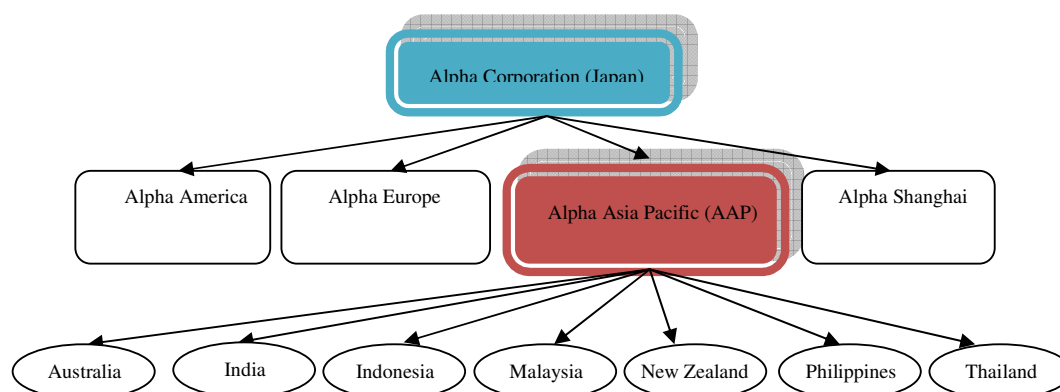 Alpha Corporation (Japan)
Alpha America
Alpha Europe
Alpha Asia Pacific (AAP)
Alpha Shanghai
Australia
India
Indonesia
Malaysia
New Zealand
Philippines
Thailand